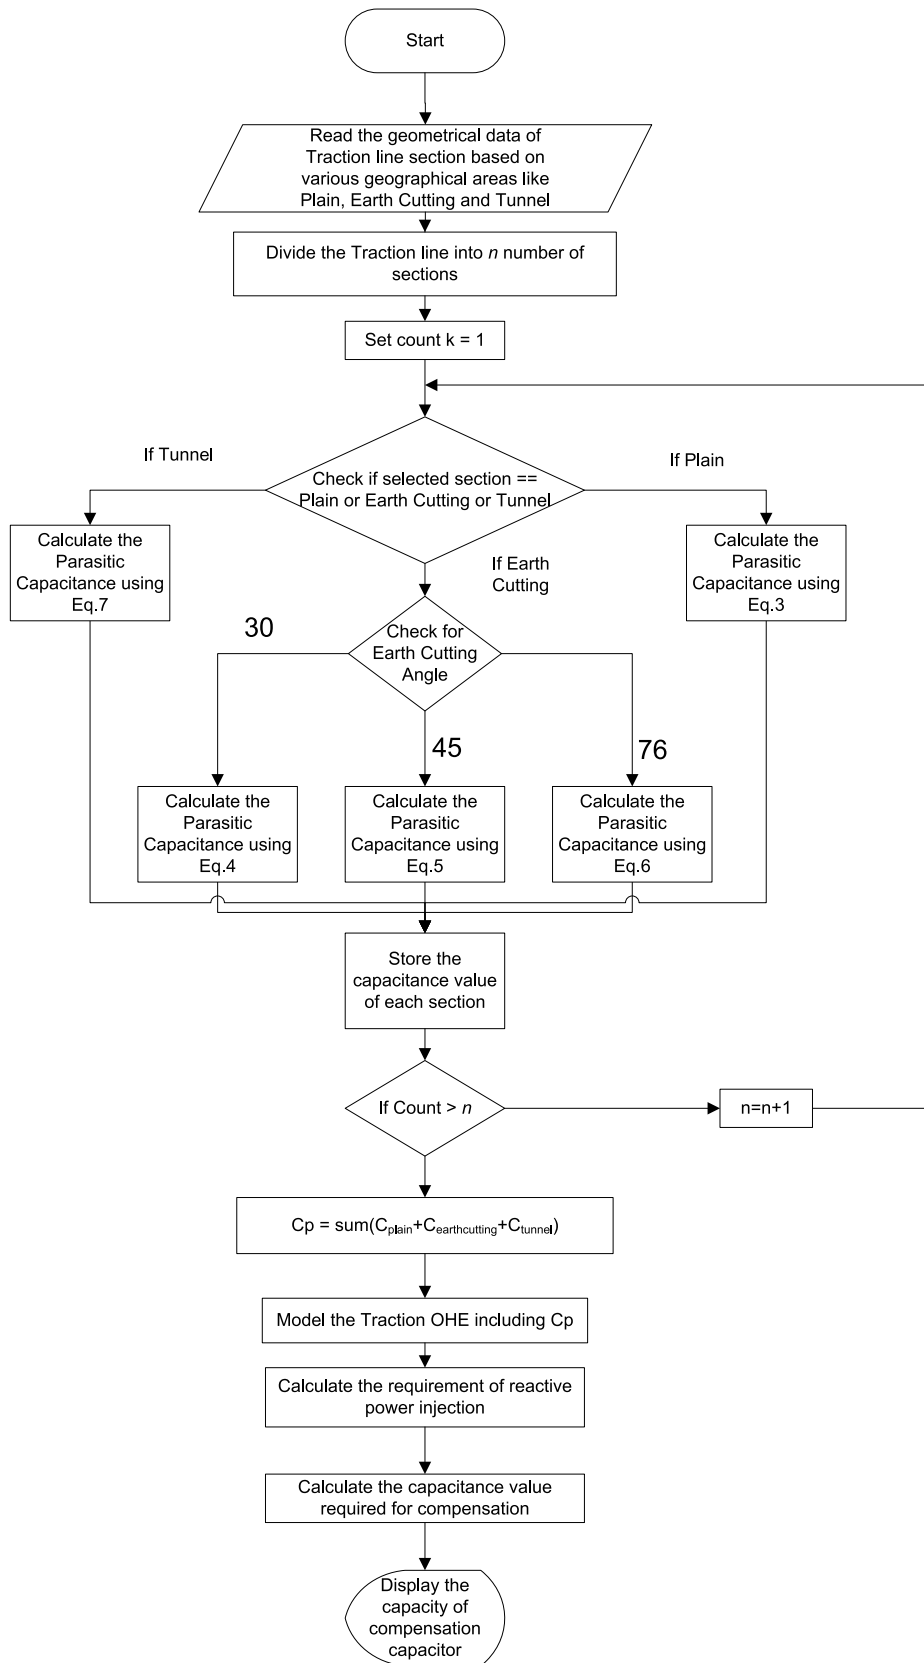 Start
Read the geometrical data of
Traction line section based on
various geographical areas like
Plain, Earth Cutting and Tunnel
Divide the Traction line into n number of
sections
Set count k = 1
If Tunnel
If Plain
Check if selected section ==
Plain or Earth Cutting or Tunnel
Calculate the
Parasitic
Capacitance using
Eq.7
If Earth
Cutting
Calculate the
Parasitic
Capacitance using
Eq.3
30
Check for
Earth Cutting
Angle
45
76
Calculate the
Parasitic
Capacitance using
Eq.4
Calculate the
Parasitic
Capacitance using
Eq.5
Calculate the
Parasitic
Capacitance using
Eq.6
Store the
capacitance value
of each section
If Count > n
n=n+1
Cp = sum(Cplain+Cearthcutting+Ctunnel)
Model the Traction OHE including Cp
Calculate the requirement of reactive
power injection
Calculate the capacitance value
required for compensation
Display the
capacity of
compensation
capacitor